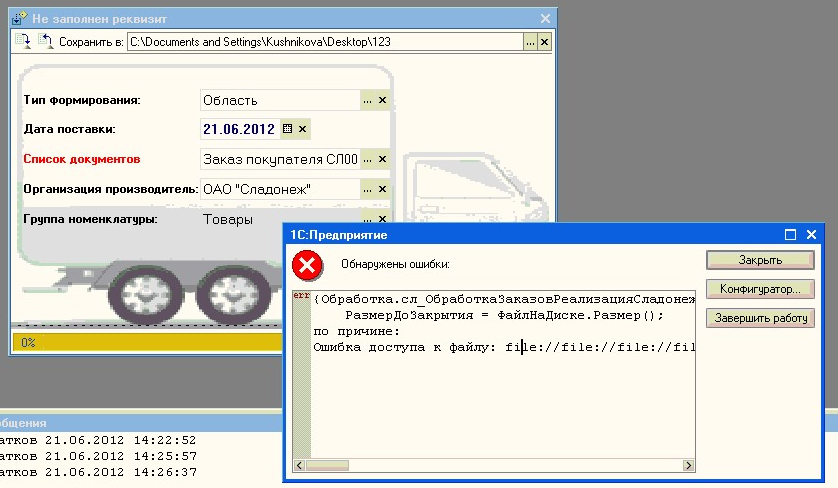 Не заполнен реквизит
Сохранить в: C:\Documents and Settings\Kushnikova\Desktop\123
Тип формирования: Область
Дата поставки: 21.06.2012
Список документов Заказ покупателя СЛ00
Организация производитель: ОАО "Сладонеж"
Группа номенклатуры: Товары
0%
1С:Предприятие
Обнаружены ошибки:
Закрыть
Конфигуратор...
Завершить работу
err
{Обработка.сл_ОбработкаЗаказовРеализацияСладонеж
РазмерДоЗакрытия = ФайлНаДиске.Размер();
по причине:
Ошибка доступа к файлу: file://file://file://fil
общения
атков 21.06.2012 14:22:52
атков 21.06.2012 14:25:57
атков 21.06.2012 14:26:37